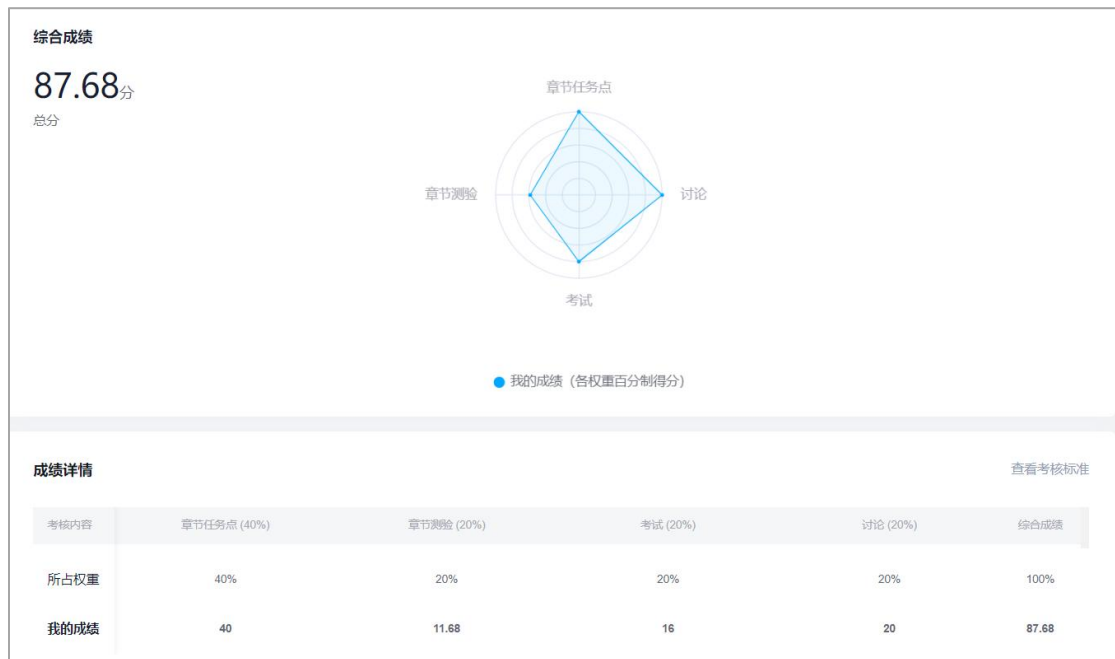 综合成绩
87.68分
总分
章节任务点
章节测验
讨论
考试
我的成绩（各权重百分制得分）
成绩详情 查看考核标准
考核内容 章节任务点 (40%) 章节测验 (20%) 考试 (20%) 讨论 (20%) 综合成绩
所占权重 40% 20% 20% 20% 100%
我的成绩 40 11.68 16 20 87.68